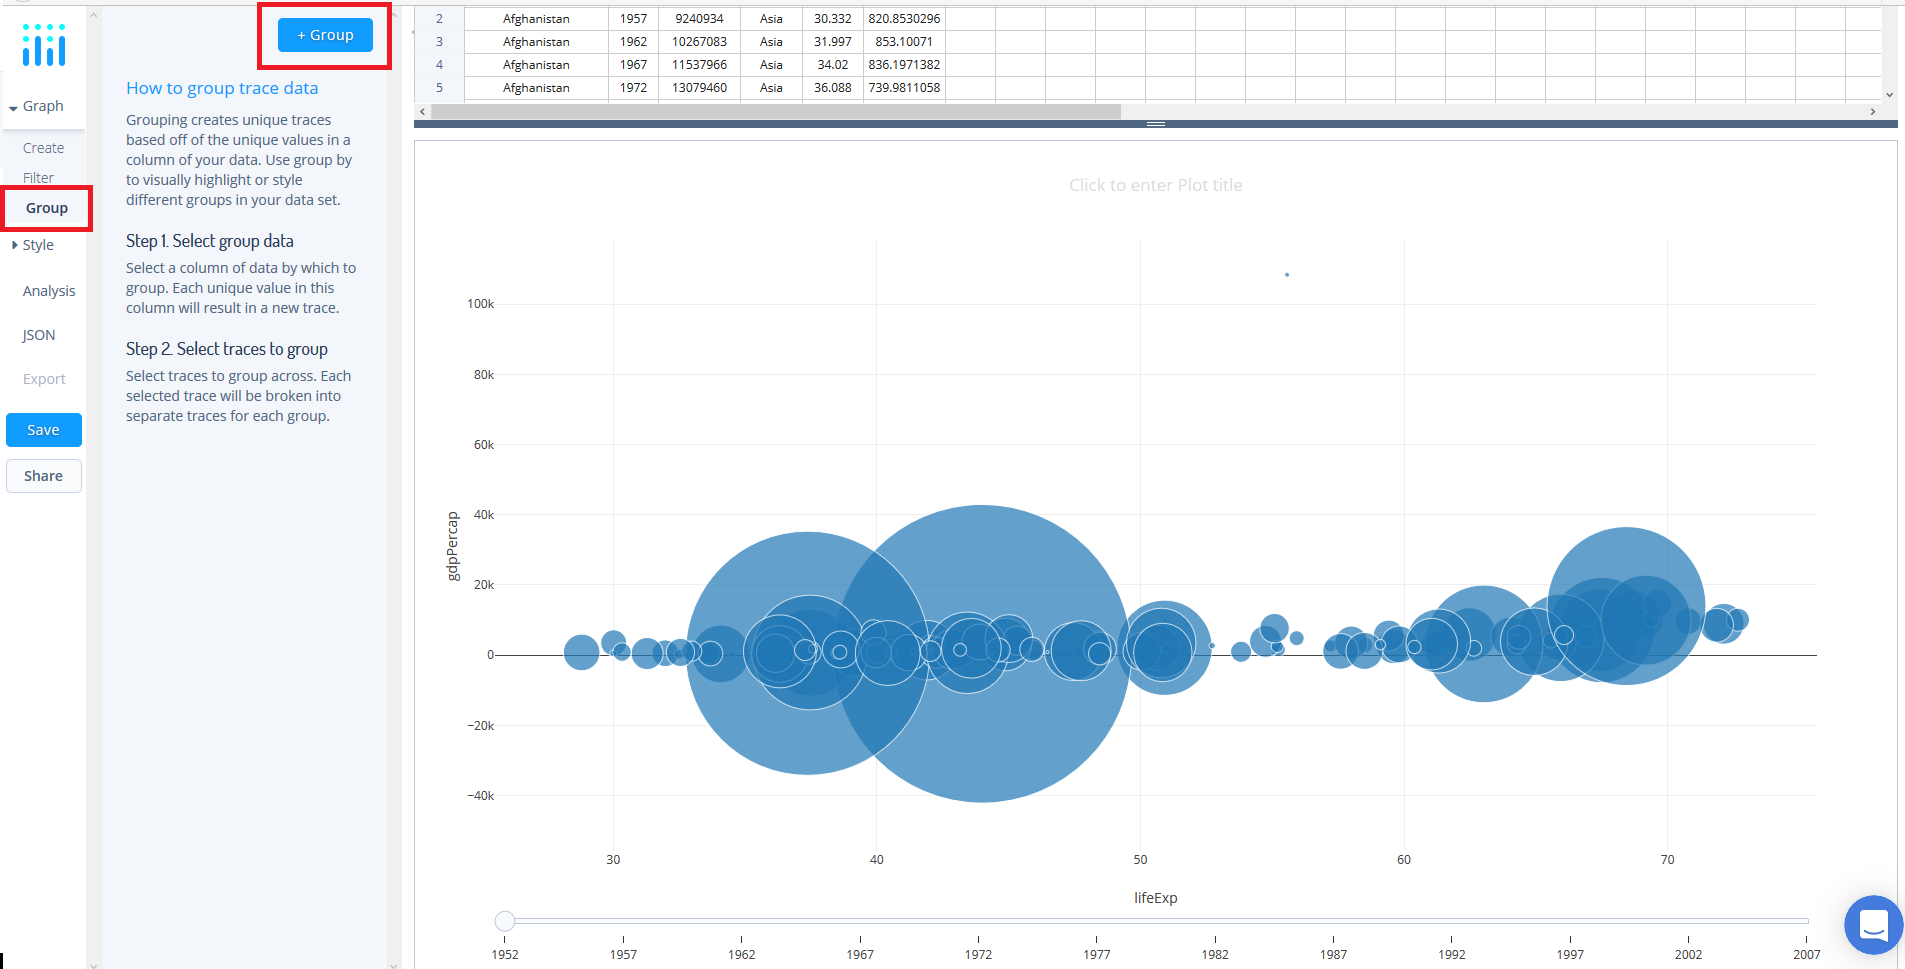 Graph
Create
Filter
Group
Style
Analysis
JSON
Export
Save
Share
+ Group
How to group trace data
Grouping creates unique traces
based off of the unique values in a
column of your data. Use group by
to visually highlight or style
different groups in your data set.
Step 1. Select group data
Select a column of data by which to
group. Each unique value in this
column will result in a new trace.
Step 2. Select traces to group
Select traces to group across. Each
selected trace will be broken into
separate traces for each group.
2 Afghanistan 1957 9240934 Asia 30.332 820.8530296
3 Afghanistan 1962 10267083 Asia 31.997 853.10071
4 Afghanistan 1967 11537966 Asia 34.02 836.1971382
5 Afghanistan 1972 13079460 Asia 36.088 739.9811058
Click to enter Plot title
100k
80k
60k
40k
20k
0
−20k
−40k
gdpPercap
30 40 50 60 70
lifeExp
1952 1957 1962 1967 1972 1977 1982 1987 1992 1997 2002 2007